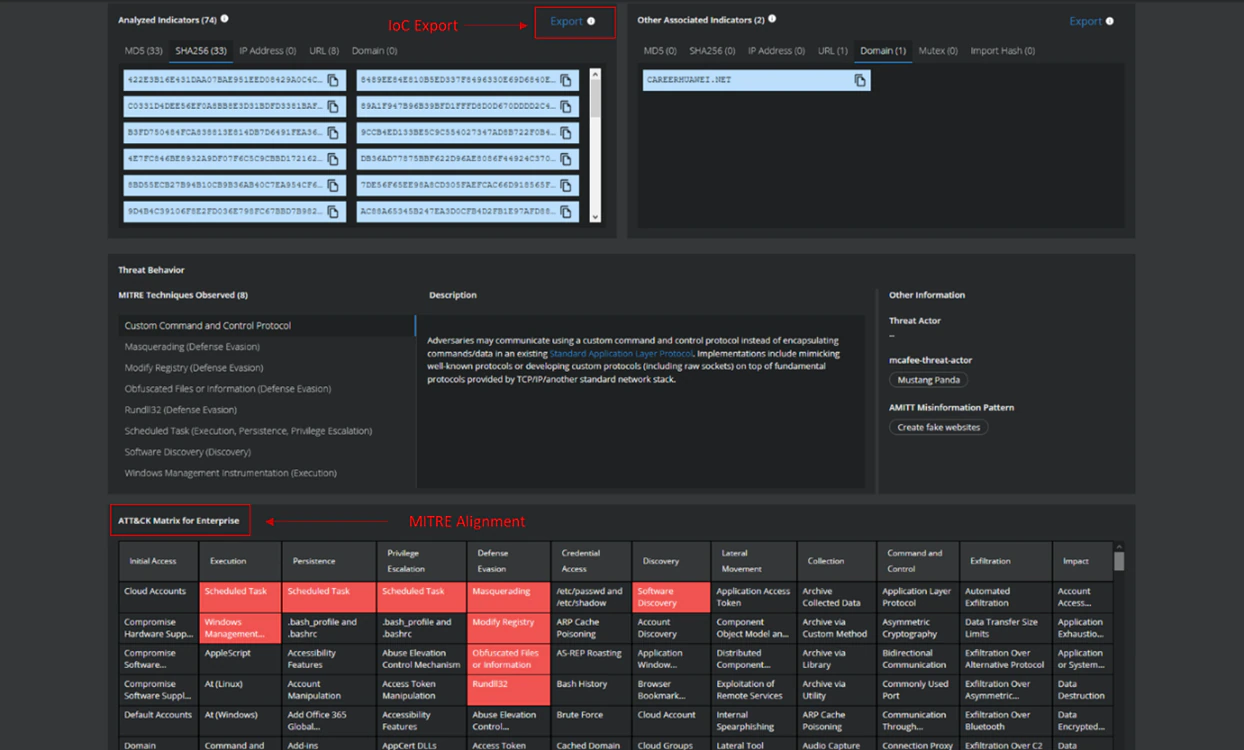 Analyzed Indicators (74)
IoC Export
Export
MD5 (33) SHA256 (33) IP Address (0) URL (8) Domain (0)
Other Associated Indicators (2)
Export
MD5 (0) SHA256 (0) IP Address (0) URL (1) Domain (1) Mutex (0) Import Hash (0)
CAREERHUAWEI.NET
Threat Behavior
MITRE Techniques Observed (8)
Custom Command and Control Protocol
Masquerading (Defense Evasion)
Modify Registry (Defense Evasion)
Obfuscated Files or Information (Defense Evasion)
Rundll32 (Defense Evasion)
Scheduled Task (Execution, Persistence, Privilege Escalation)
Software Discovery (Discovery)
Windows Management Instrumentation (Execution)
Description
Adversaries may communicate using a custom command and control protocol instead of encapsulating
commands/data in an existing Standard Application Layer Protocol. Implementations include mimicking
well-known protocols or developing custom protocols (including raw sockets) on top of fundamental
protocols provided by TCP/IP/another standard network stack.
Other Information
Threat Actor
--
mcafee-threat-actor
Mustang Panda
AMITT Misinformation Pattern
Create fake websites
ATT&CK Matrix for Enterprise
MITRE Alignment
Initial Access Execution Persistence Privilege Escalation Defense Evasion Credential Access Discovery Lateral Movement Collection Command and Control Exfiltration Impact
Cloud Accounts Scheduled Task Scheduled Task Scheduled Task Masquerading /etc/passwd and /etc/shadow Software Discovery Application Access Token Archive Collected Data Application Layer Protocol Automated Exfiltration Account Access...
Compromise Hardware Supp... Windows Management... .bash_profile and .bashrc .bash_profile and .bashrc Modify Registry ARP Cache Poisoning Account Discovery Component Object Model an... Archive via Custom Method Asymmetric Cryptography Data Transfer Size Limits Application Exhaustio...
Compromise Software... AppleScript Accessibility Features Abuse Elevation Control Mechanism Obfuscated Files or Information AS-REP Roasting Application Window... Distributed Component... Archive via Library Bidirectional Communication Exfiltration Over Alternative Protocol Application or System...
Compromise Software Suppl... At (Linux) Account Manipulation Access Token Manipulation Rundll32 Bash History Browser Bookmark... Exploitation of Remote Services Archive via Utility Commonly Used Port Exfiltration Over Asymmetric... Data Destruction
Default Accounts At (Windows) Add Office 365 Global... Accessibility Features Abuse Elevation Control... Brute Force Cloud Account Internal Spearphishing ARP Cache Poisoning Communication Through... Exfiltration Over Bluetooth Data Encrypted...
Domain Command and Add-ins AppCert DLLs Access Token Cached Domain Cloud Groups Lateral Tool Audio Capture Connection Proxy Exfiltration Over C2 Data